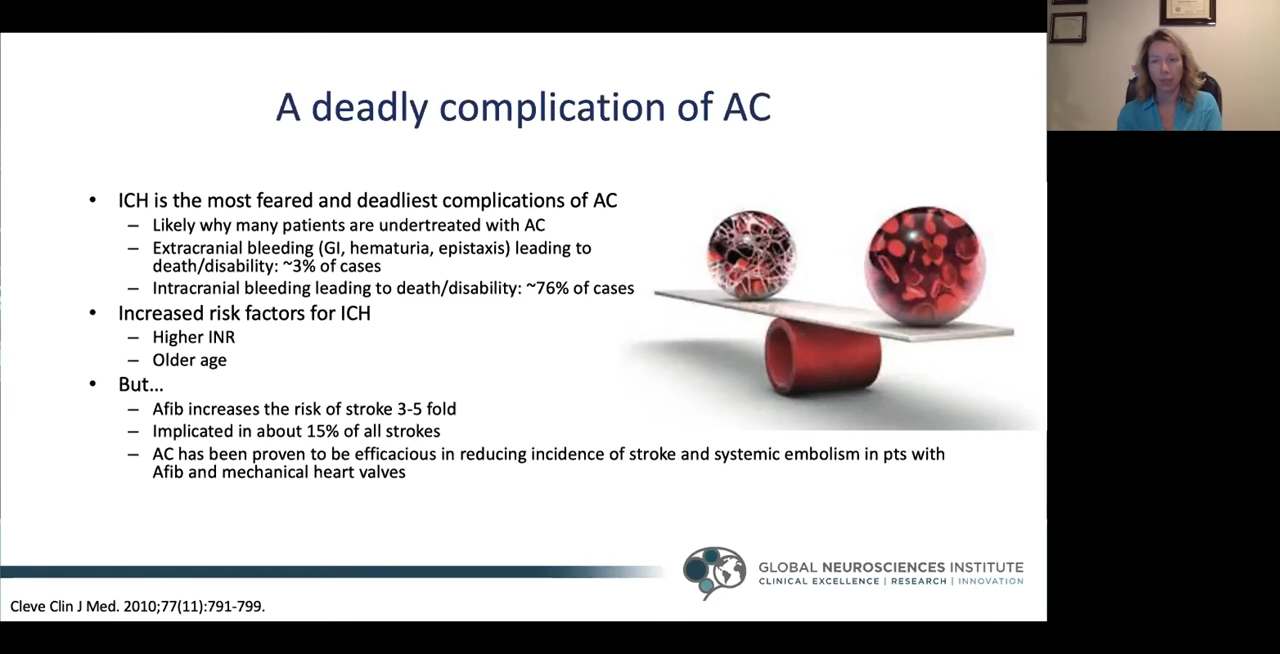 A deadly complication of AC
• ICH is the most feared and deadliest complications of AC
– Likely why many patients are undertreated with AC
– Extracranial bleeding (GI, hematuria, epistaxis) leading to
death/disability: ~3% of cases
– Intracranial bleeding leading to death/disability: ~76% of cases
• Increased risk factors for ICH
– Higher INR
– Older age
• But…
– Afib increases the risk of stroke 3-5 fold
– Implicated in about 15% of all strokes
– AC has been proven to be efficacious in reducing incidence of stroke and systemic embolism in pts with
Afib and mechanical heart valves
GLOBAL NEUROSCIENCES INSTITUTE
CLINICAL EXCELLENCE | RESEARCH | INNOVATION
Cleve Clin J Med. 2010;77(11):791-799.